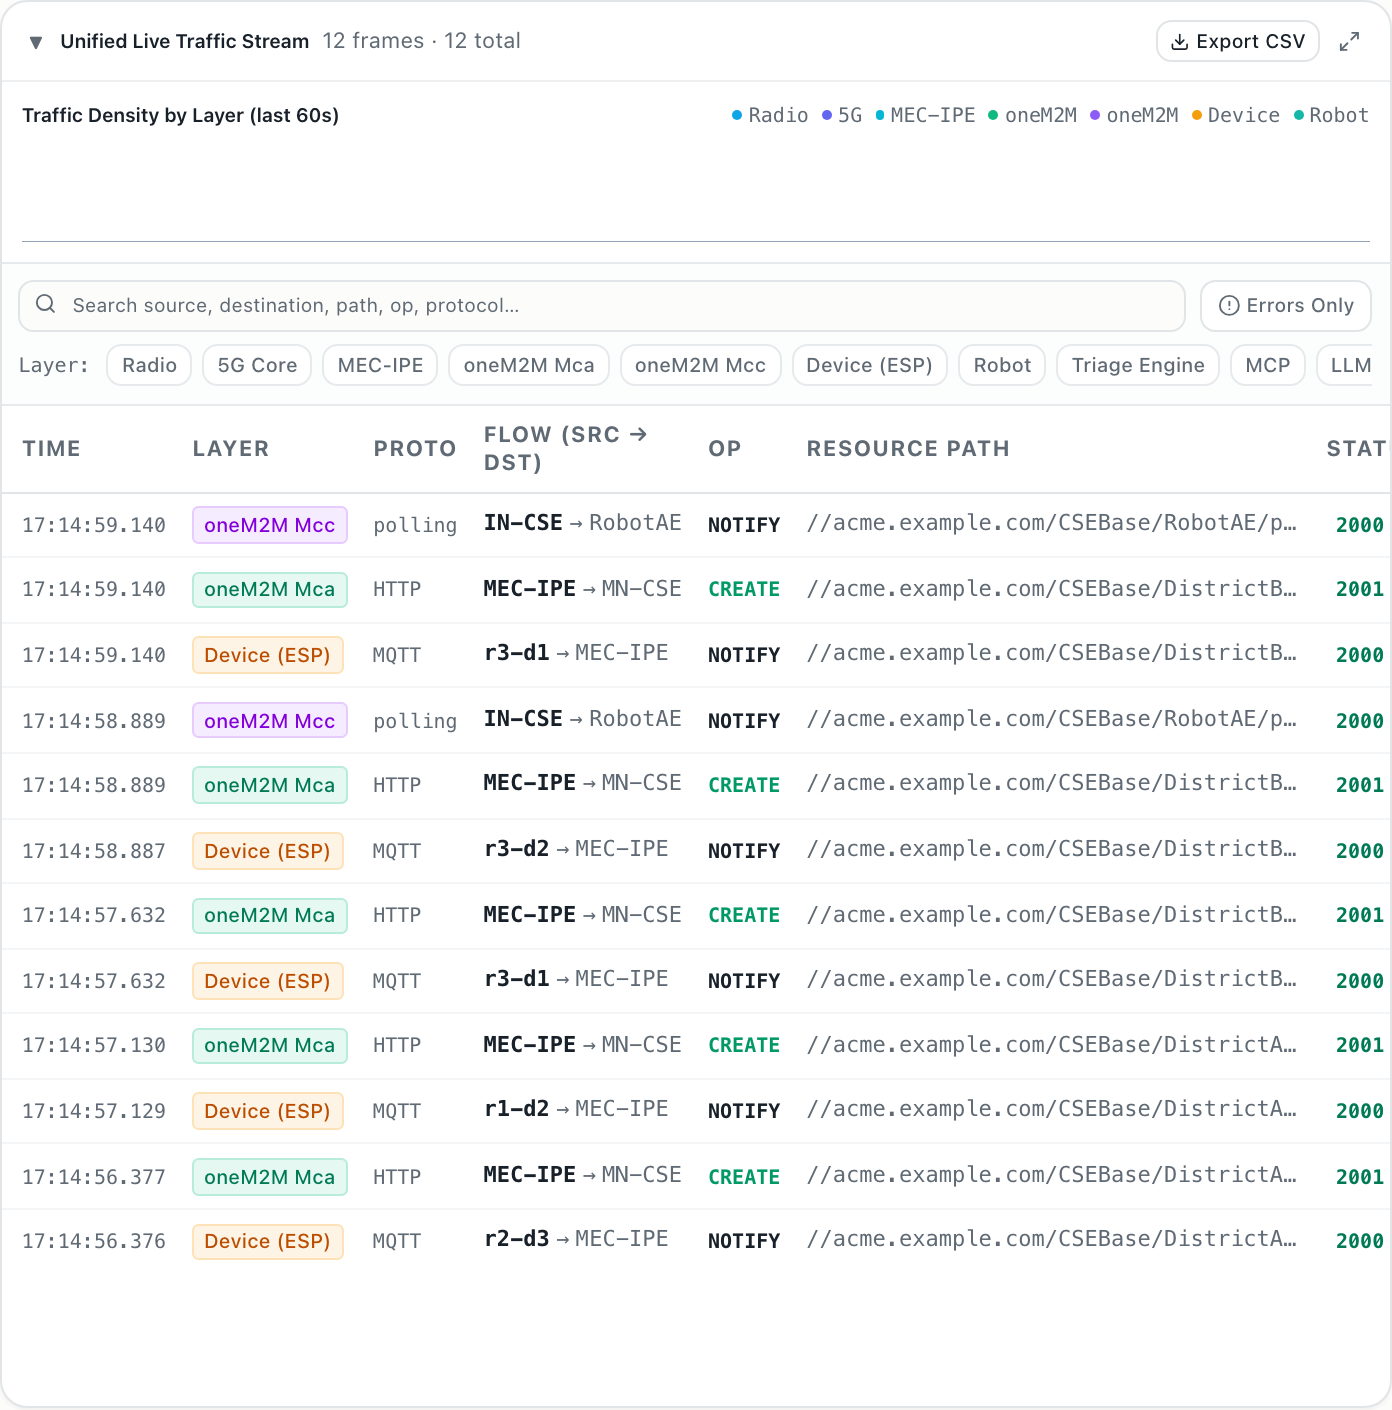 ▼ Unified Live Traffic Stream 12 frames · 12 total Export CSV
Traffic Density by Layer (last 60s) Radio 5G MEC-IPE oneM2M oneM2M Device Robot
Search source, destination, path, op, protocol... Errors Only
Layer: Radio 5G Core MEC-IPE oneM2M Mca oneM2M Mcc Device (ESP) Robot Triage Engine MCP LLM
TIME LAYER PROTO FLOW (SRC → DST) OP RESOURCE PATH STAT
17:14:59.140 oneM2M Mcc polling IN-CSE → RobotAE NOTIFY //acme.example.com/CSEBase/RobotAE/p… 2000
17:14:59.140 oneM2M Mca HTTP MEC-IPE → MN-CSE CREATE //acme.example.com/CSEBase/DistrictB… 2001
17:14:59.140 Device (ESP) MQTT r3-d1 → MEC-IPE NOTIFY //acme.example.com/CSEBase/DistrictB… 2000
17:14:58.889 oneM2M Mcc polling IN-CSE → RobotAE NOTIFY //acme.example.com/CSEBase/RobotAE/p… 2000
17:14:58.889 oneM2M Mca HTTP MEC-IPE → MN-CSE CREATE //acme.example.com/CSEBase/DistrictB… 2001
17:14:58.887 Device (ESP) MQTT r3-d2 → MEC-IPE NOTIFY //acme.example.com/CSEBase/DistrictB… 2000
17:14:57.632 oneM2M Mca HTTP MEC-IPE → MN-CSE CREATE //acme.example.com/CSEBase/DistrictB… 2001
17:14:57.632 Device (ESP) MQTT r3-d1 → MEC-IPE NOTIFY //acme.example.com/CSEBase/DistrictB… 2000
17:14:57.130 oneM2M Mca HTTP MEC-IPE → MN-CSE CREATE //acme.example.com/CSEBase/DistrictA… 2001
17:14:57.129 Device (ESP) MQTT r1-d2 → MEC-IPE NOTIFY //acme.example.com/CSEBase/DistrictA… 2000
17:14:56.377 oneM2M Mca HTTP MEC-IPE → MN-CSE CREATE //acme.example.com/CSEBase/DistrictA… 2001
17:14:56.376 Device (ESP) MQTT r2-d3 → MEC-IPE NOTIFY //acme.example.com/CSEBase/DistrictA… 2000